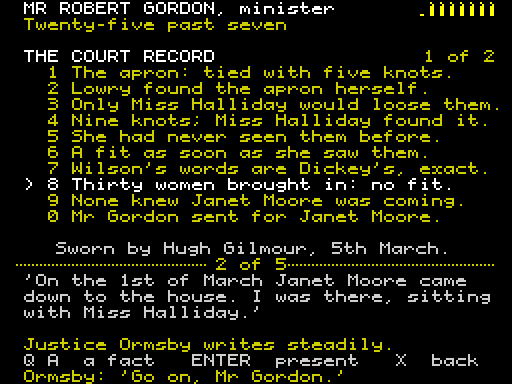 MR ROBERT GORDON, minister
Twenty-five past seven
THE COURT RECORD 1 of 2
1 The apron: tied with five knots.
2 Lowry found the apron herself.
3 Only Miss Halliday would loose them.
4 Nine knots; Miss Halliday found it.
5 She had never seen them before.
6 A fit as soon as she saw them.
7 Wilson's words are Dickey's, exact.
> 8 Thirty women brought in: no fit.
9 None knew Janet Moore was coming.
0 Mr Gordon sent for Janet Moore.
Sworn by Hugh Gilmour, 5th March.
2 of 5
'On the 1st of March Janet Moore came
down to the house. I was there, sitting
with Miss Halliday.'
Justice Ormsby writes steadily.
Q A a fact ENTER present X back
Ormsby: 'Go on, Mr Gordon.'